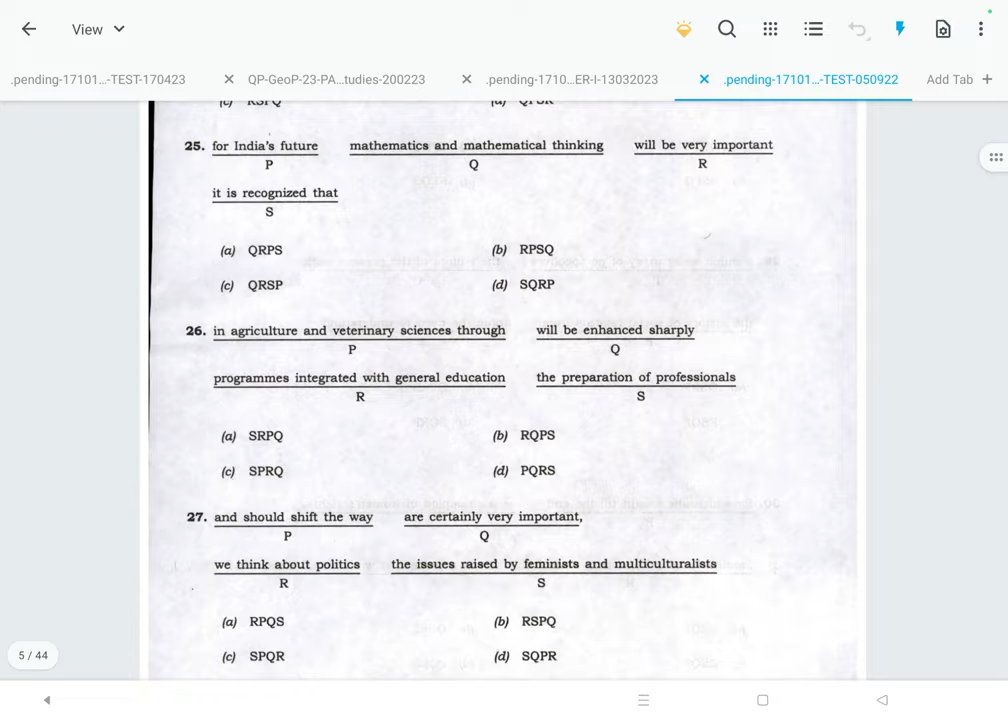 View
.pending-17101...-TEST-170423
QP-GeoP-23-PA...tudies-200223
.pending-1710...ER-I-13032023
.pending-17101...-TEST-050922
Add Tab +
(c) RSPQ
(d) QPSR
25. for India's future mathematics and mathematical thinking will be very important
P Q R
it is recognized that
S
(a) QRPS (b) RPSQ
(c) QRSP (d) SQRP
26. in agriculture and veterinary sciences through will be enhanced sharply
P Q
programmes integrated with general education the preparation of professionals
R S
(a) SRPQ (b) RQPS
(c) SPRQ (d) PQRS
27. and should shift the way are certainly very important,
P Q
we think about politics the issues raised by feminists and multiculturalists
R S
(a) RPQS (b) RSPQ
(c) SPQR (d) SQPR
5 / 44